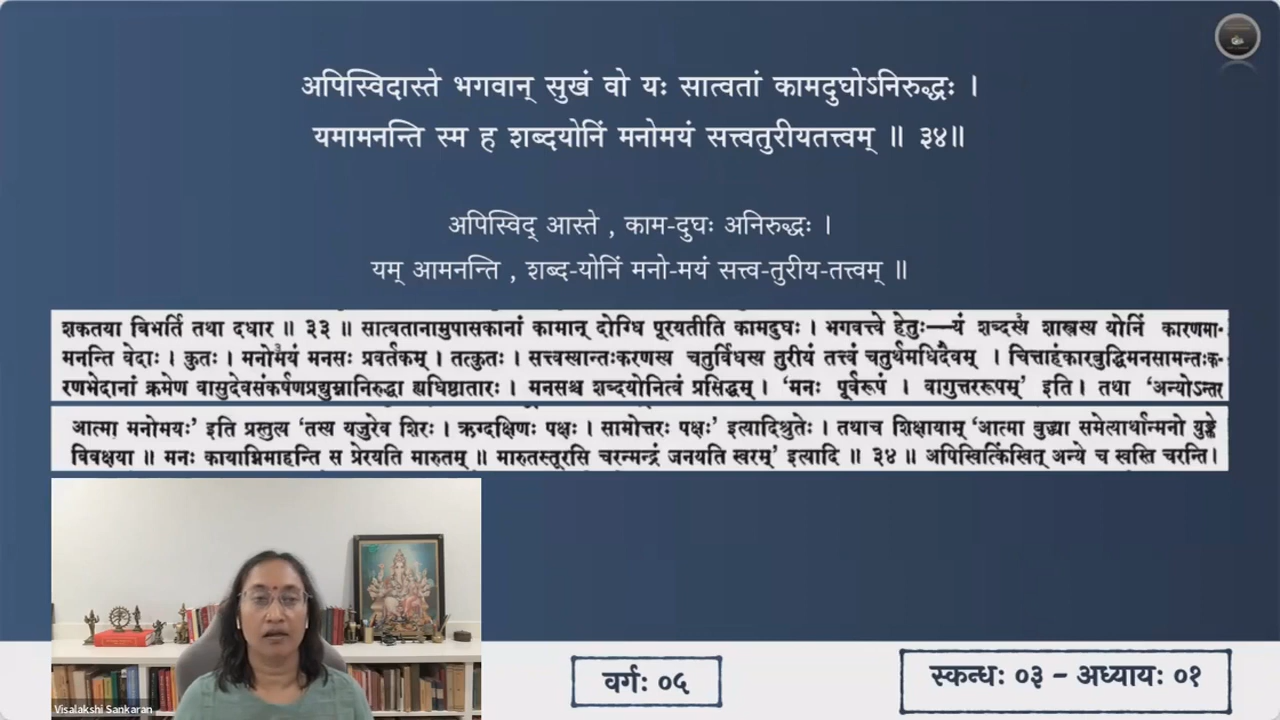 अपिस्विदास्ते भगवान् सुखं वो यः सात्वतां कामदुघोऽनिरुद्धः ।
यमामनन्ति स्म ह शब्दयोनिं मनोमयं सत्त्वतुरीयतत्त्वम् ॥ ३४॥
अपिस्विद् आस्ते , काम-दुघः अनिरुद्धः ।
यम् आमनन्ति , शब्द-योनिं मनो-मयं सत्त्व-तुरीय-तत्त्वम् ॥
शकतया बिभर्ति तथा दधार ॥ ३३ ॥ सात्वतानामुपासकानां कामान् दोग्धि पूरयतीति कामदुघः । भगवत्त्वे हेतुः—यं शब्दस्य शास्त्रस्य योनिं कारणमा-
मनन्ति वेदाः । कुतः । मनोमयं मनसः प्रवर्तकम् । तत्कुतः । सत्त्वस्यान्तःकरणस्य चतुर्विधस्य तुरीयं तत्त्वं चतुर्थमधिदैवम् । चित्ताहंकारबुद्धिमनसामन्तःक-
रणभेदानां क्रमेण वासुदेवसंकर्षणप्रद्युम्नानिरुद्धा ह्यधिष्ठातारः । मनसश्च शब्दयोनित्वं प्रसिद्धम् । ‘मनः पूर्वरूपं । वागुत्तररूपम्’ इति । तथा ‘अन्योऽन्तर
आत्मा मनोमयः’ इति प्रस्तुत्य ‘तस्य यजुरेव शिरः । ऋग्दक्षिणः पक्षः । सामोत्तरः पक्षः’ इत्यादिश्रुतेः । तथाच शिक्षायाम् ‘आत्मा बुद्ध्या समेत्यार्थान्मनो युङ्क्ते
विवक्षया ॥ मनः कायाग्निमाहन्ति स प्रेरयति मारुतम् ॥ मारुतस्तूरसि चरन्मन्द्रं जनयति स्वरम्’ इत्यादि ॥ ३४ ॥ अपिस्वित्किंस्वित् अन्ये च स्वस्ति चरन्ति ।
Visalakshi Sankaran
वर्गः ०५
स्कन्धः ०३ – अध्यायः ०१